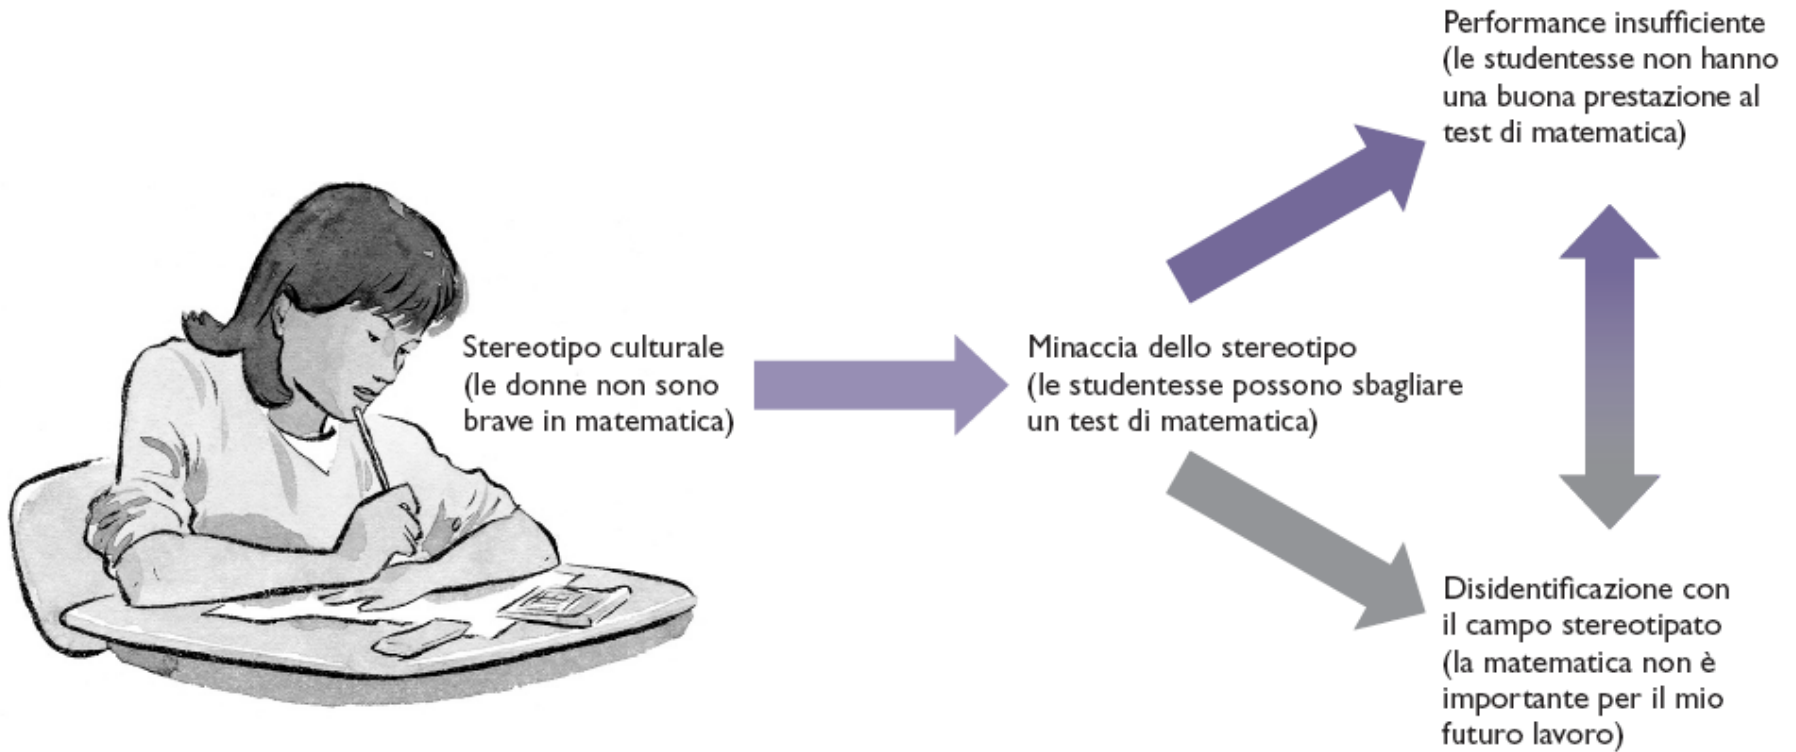 Performance insufficiente
(le studentesse non hanno
una buona prestazione al
test di matematica)
Stereotipo culturale
(le donne non sono
brave in matematica)
Minaccia dello stereotipo
(le studentesse possono sbagliare
un test di matematica)
Disidentificazione con
il campo stereotipato
(la matematica non è
importante per il mio
futuro lavoro)